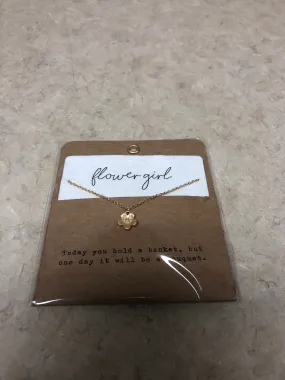 flower girl
Today you hold a basket, but
one day it will be a bouquet.